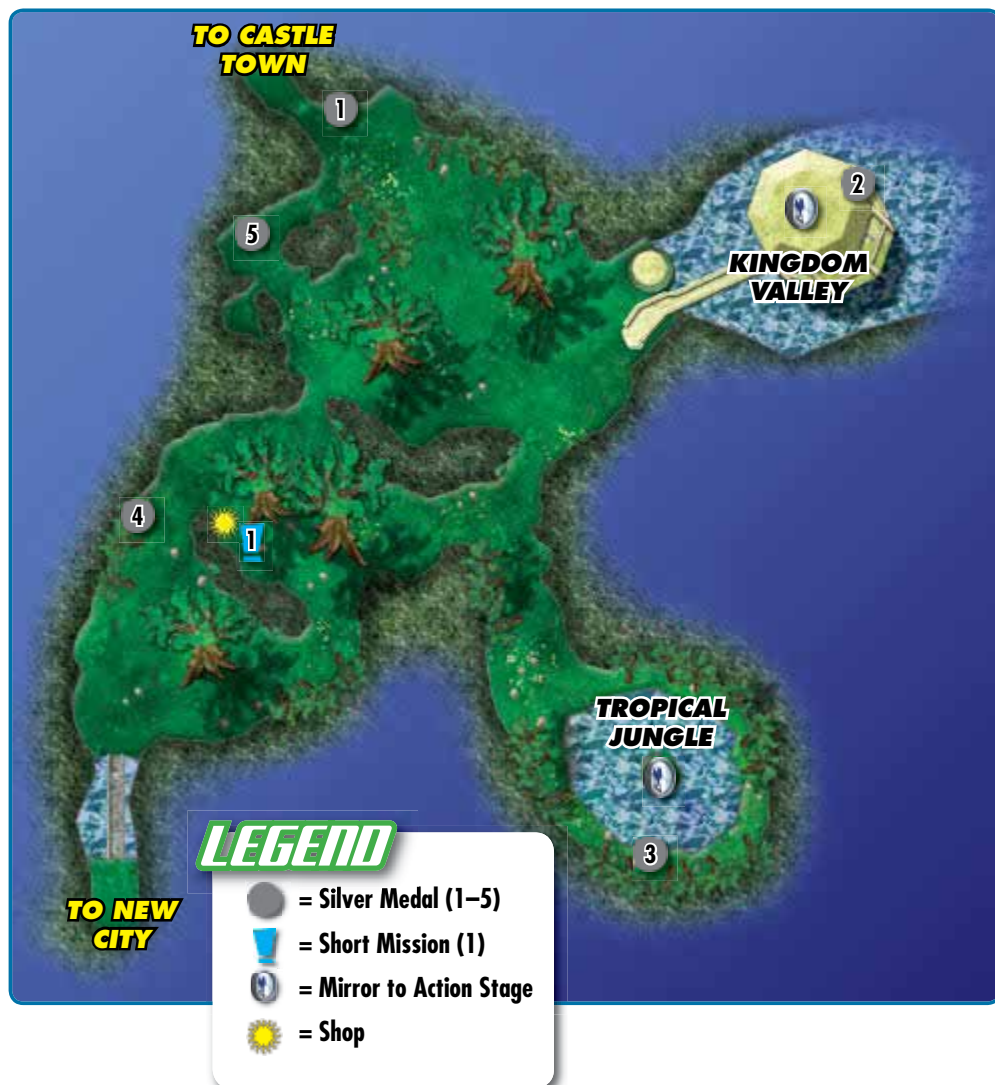 TO CASTLE
TOWN
1
2
5
KINGDOM
VALLEY
4
1
TROPICAL
JUNGLE
3
TO NEW
CITY
LEGEND
= Silver Medal (1–5)
= Short Mission (1)
= Mirror to Action Stage
= Shop